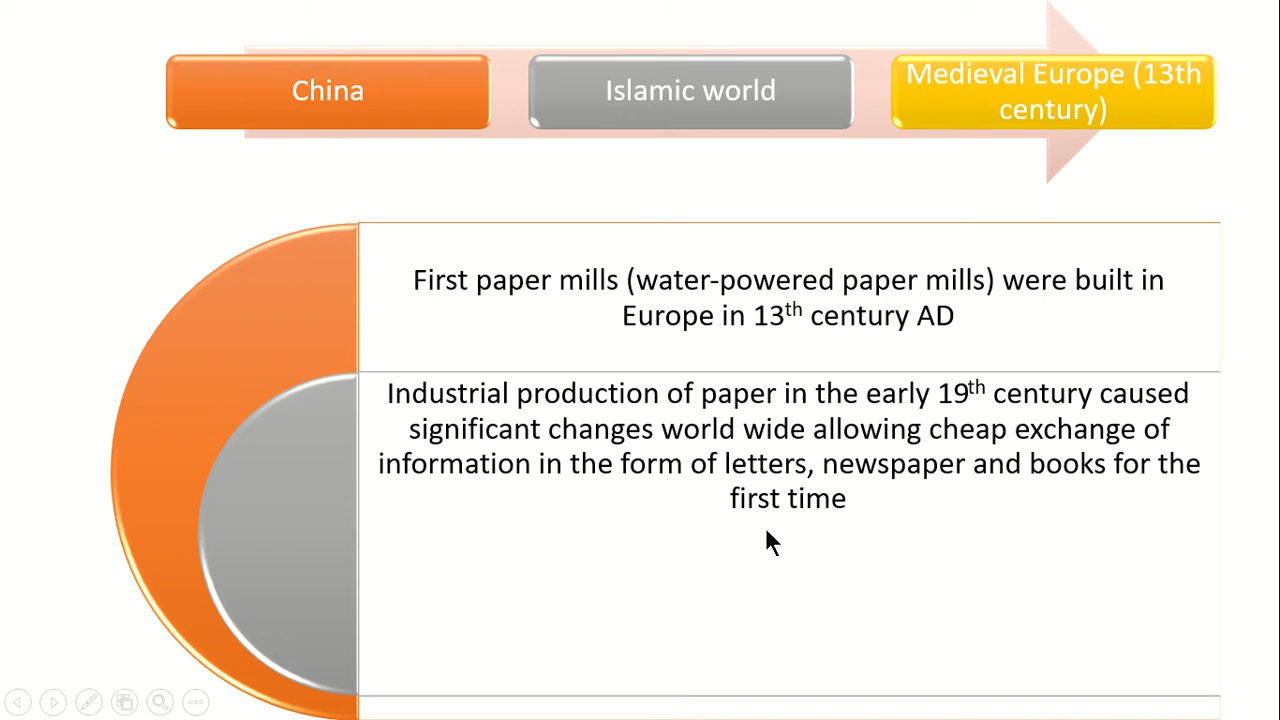 China
Islamic world
Medieval Europe (13th
century)
First paper mills (water-powered paper mills) were built in
Europe in 13th century AD
Industrial production of paper in the early 19th century caused
significant changes world wide allowing cheap exchange of
information in the form of letters, newspaper and books for the
first time